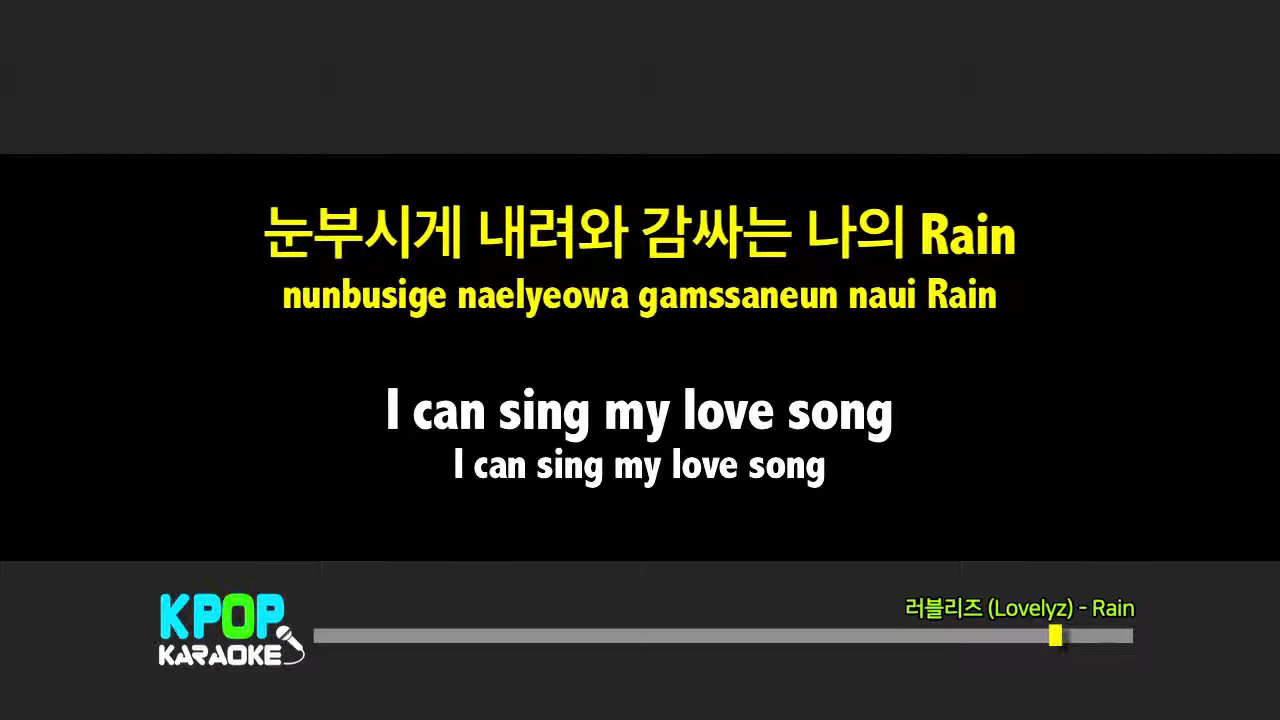 눈부시게 내려와 감싸는 나의 Rain
nunbusige naelyeowa gamssaneun naui Rain
I can sing my love song
I can sing my love song
러블리즈 (Lovelyz) - Rain
KPOP
KARAOKE